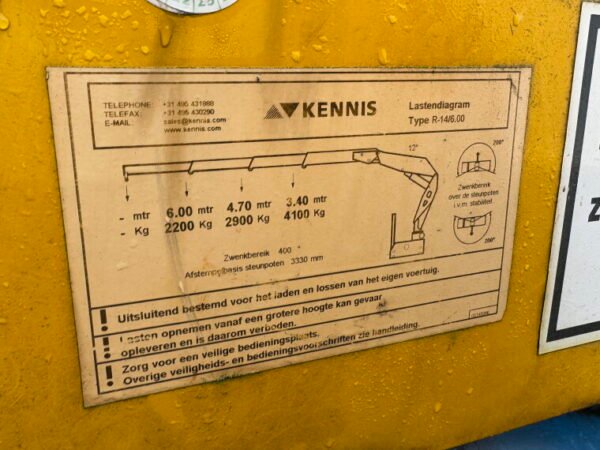 TELEPHONE: +31 495 431988
TELEFAX: +31 495 430290
E-MAIL: sales@kennis.com
www.kennis.com
KENNIS
Lastendiagram
Type R-14/6.00
12°
200°
Zwenkbereik
over de steunpoten
i.v.m. stabiliteit
200°
- mtr 6.00 mtr 4.70 mtr 3.40 mtr
- Kg 2200 Kg 2900 Kg 4100 Kg
Zwenkbereik 400 °
Afstempelbasis steunpoten 3330 mm
! Uitsluitend bestemd voor het laden en lossen van het eigen voertuig.
! Lasten opnemen vanaf een grotere hoogte kan gevaar
opleveren en is daarom verboden.
! Zorg voor een veilige bedieningsplaats.
Overige veiligheids- en bedieningsvoorschriften zie handleiding.
Z